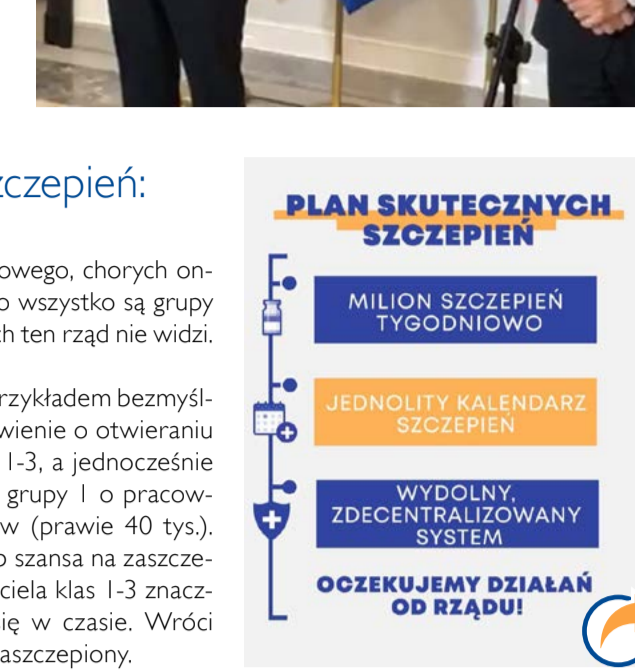 zczepień:
owego, chorych on-
o wszystko są grupy
ch ten rząd nie widzi.
rzykładem bezmyśl-
wienie o otwieraniu
1-3, a jednocześnie
grupy 1 o pracow-
w (prawie 40 tys.).
o szansa na zaszcze-
ciela klas 1-3 znacz-
ię w czasie. Wróci
aszczepiony.
PLAN SKUTECZNYCH
SZCZEPIEŃ
MILION SZCZEPIEŃ
TYGODNIOWO
JEDNOLITY KALENDARZ
SZCZEPIEŃ
WYDOLNY,
ZDECENTRALIZOWANY
SYSTEM
OCZEKUJEMY DZIAŁAŃ
OD RZĄDU!